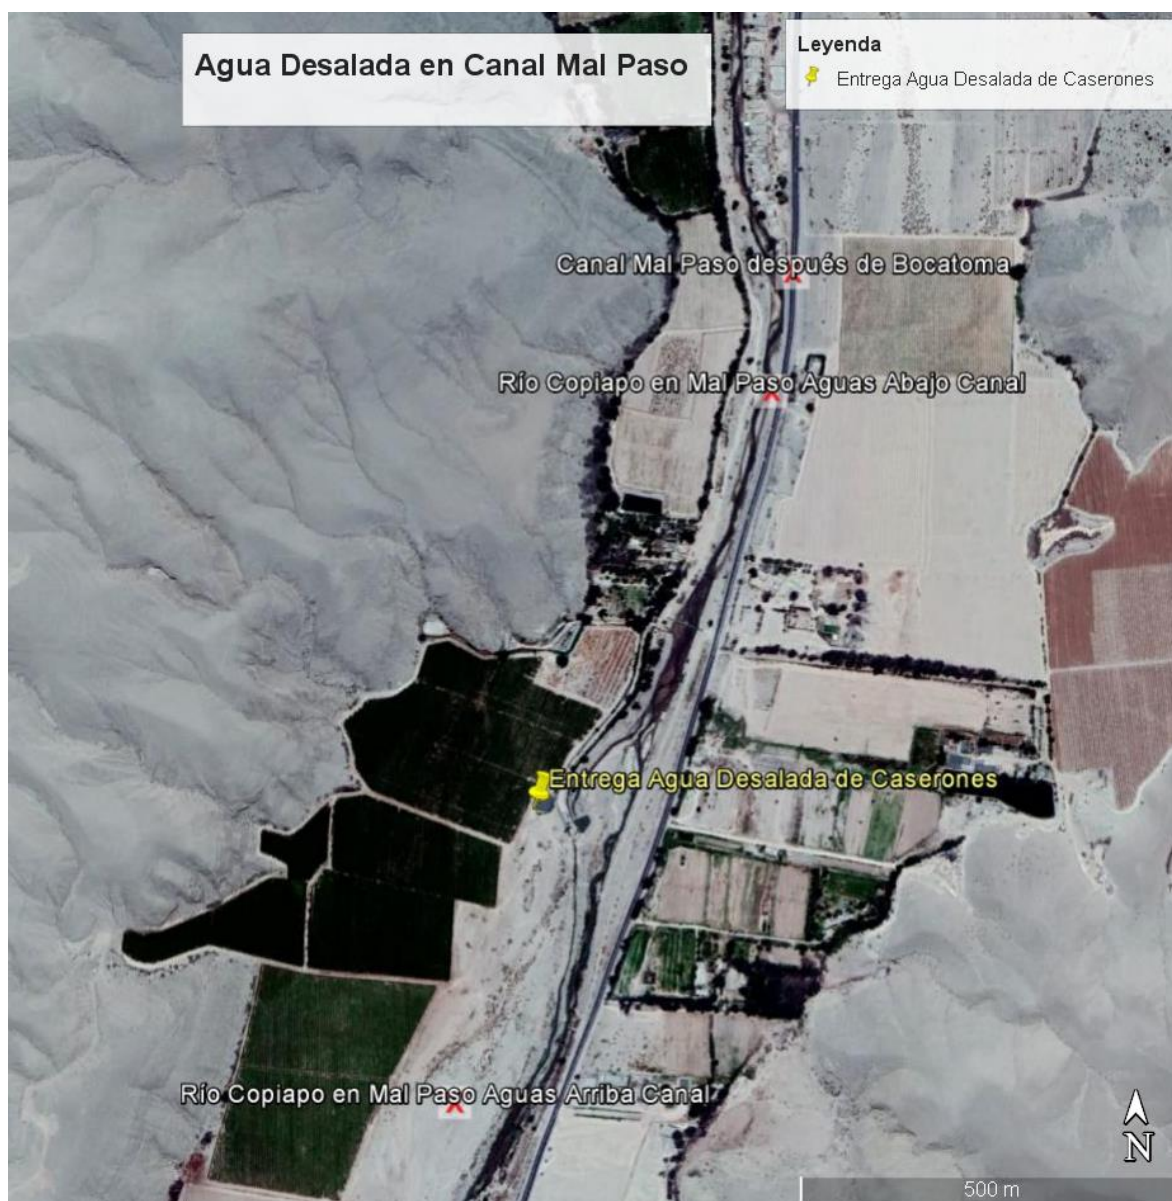 Agua Desalada en Canal Mal Paso
Leyenda
Entrega Agua Desalada de Caserones
Canal Mal Paso después de Bocatoma
Río Copiapo en Mal Paso Aguas Abajo Canal
Entrega Agua Desalada de Caserones
Río Copiapo en Mal Paso Aguas Arriba Canal
N
500 m